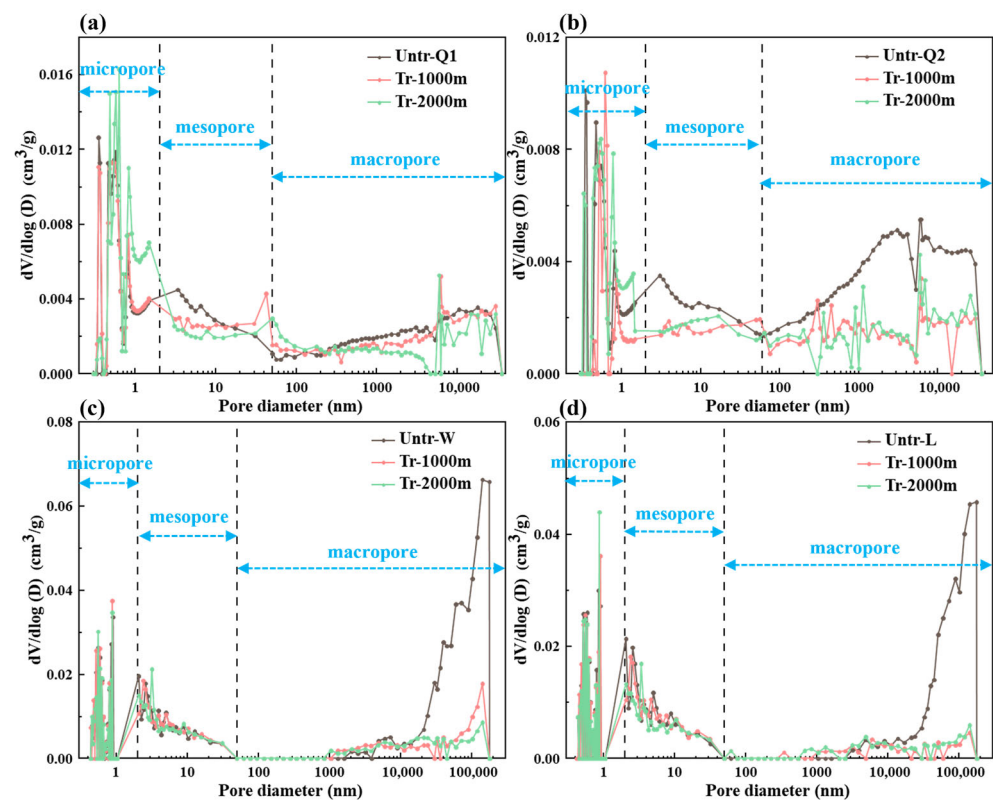 (a)
Untr-Q1
Tr-1000m
Tr-2000m
micropore
mesopore
macropore
0.016
0.012
0.008
0.004
0.000
dV/dlog (D) (cm³/g)
1
10
100
1000
10,000
Pore diameter (nm)
(b)
Untr-Q2
Tr-1000m
Tr-2000m
micropore
mesopore
macropore
0.012
0.008
0.004
0.000
dV/dlog (D) (cm³/g)
1
10
100
1000
10,000
Pore diameter (nm)
(c)
Untr-W
Tr-1000m
Tr-2000m
micropore
mesopore
macropore
0.08
0.06
0.04
0.02
0.00
dV/dlog (D) (cm³/g)
1
10
100
1000
10,000
100,000
Pore diameter (nm)
(d)
Untr-L
Tr-1000m
Tr-2000m
micropore
mesopore
macropore
0.06
0.04
0.02
0.00
dV/dlog (D) (cm³/g)
1
10
100
1000
10,000
100,000
Pore diameter (nm)